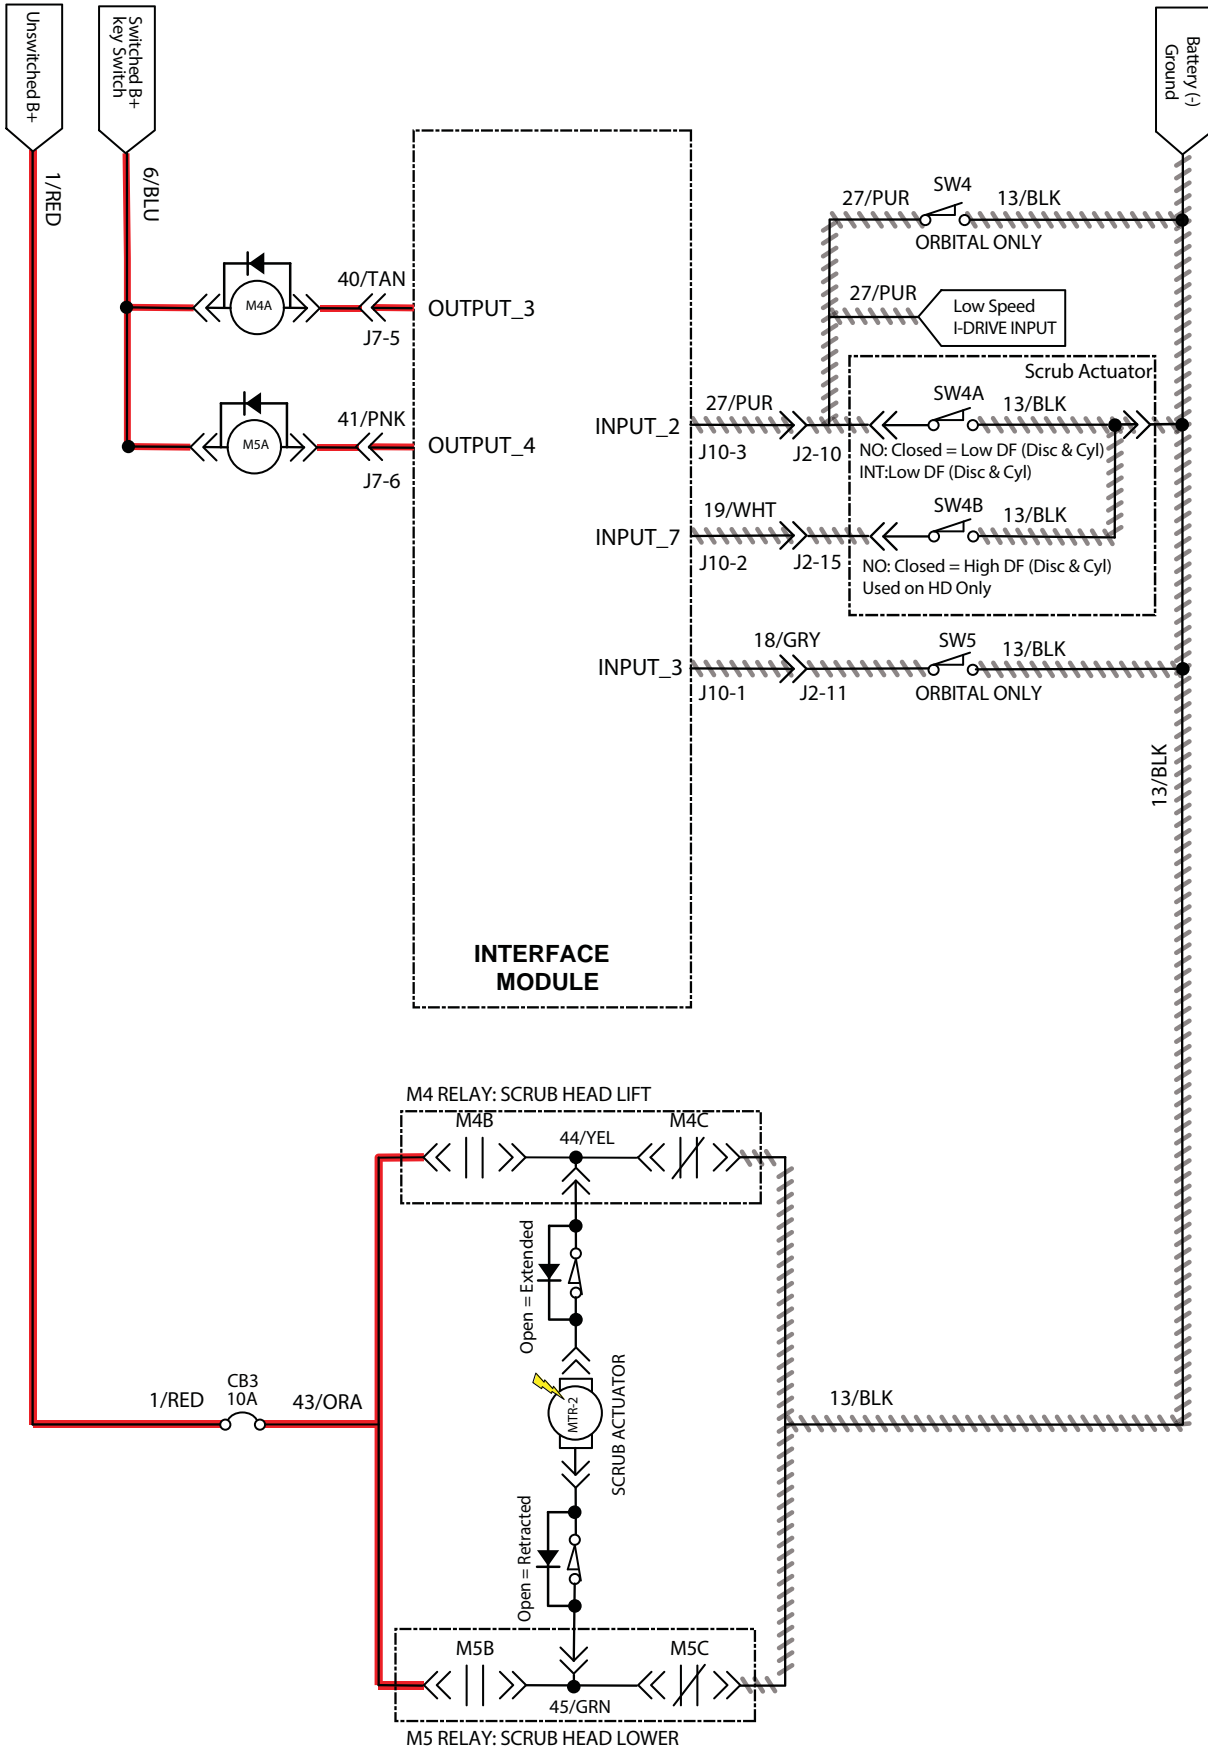 Unswitched B+
Switched B+
key Switch
Battery (-)
Ground
1/RED
6/BLU
27/PUR
SW4
13/BLK
ORBITAL ONLY
M4A
40/TAN
J7-5
OUTPUT_3
27/PUR
Low Speed
I-DRIVE INPUT
Scrub Actuator
M5A
41/PNK
J7-6
OUTPUT_4
INPUT_2
27/PUR
J10-3
J2-10
SW4A
13/BLK
NO: Closed = Low DF (Disc & Cyl)
INT:Low DF (Disc & Cyl)
INPUT_7
19/WHT
J10-2
J2-15
SW4B
13/BLK
NO: Closed = High DF (Disc & Cyl)
Used on HD Only
INPUT_3
18/GRY
J10-1
J2-11
SW5
13/BLK
ORBITAL ONLY
13/BLK
INTERFACE
MODULE
M4 RELAY: SCRUB HEAD LIFT
M4B
44/YEL
M4C
Open = Extended
1/RED
CB3
10A
43/ORA
MTR-2
SCRUB ACTUATOR
13/BLK
Open = Retracted
M5B
M5C
45/GRN
M5 RELAY: SCRUB HEAD LOWER